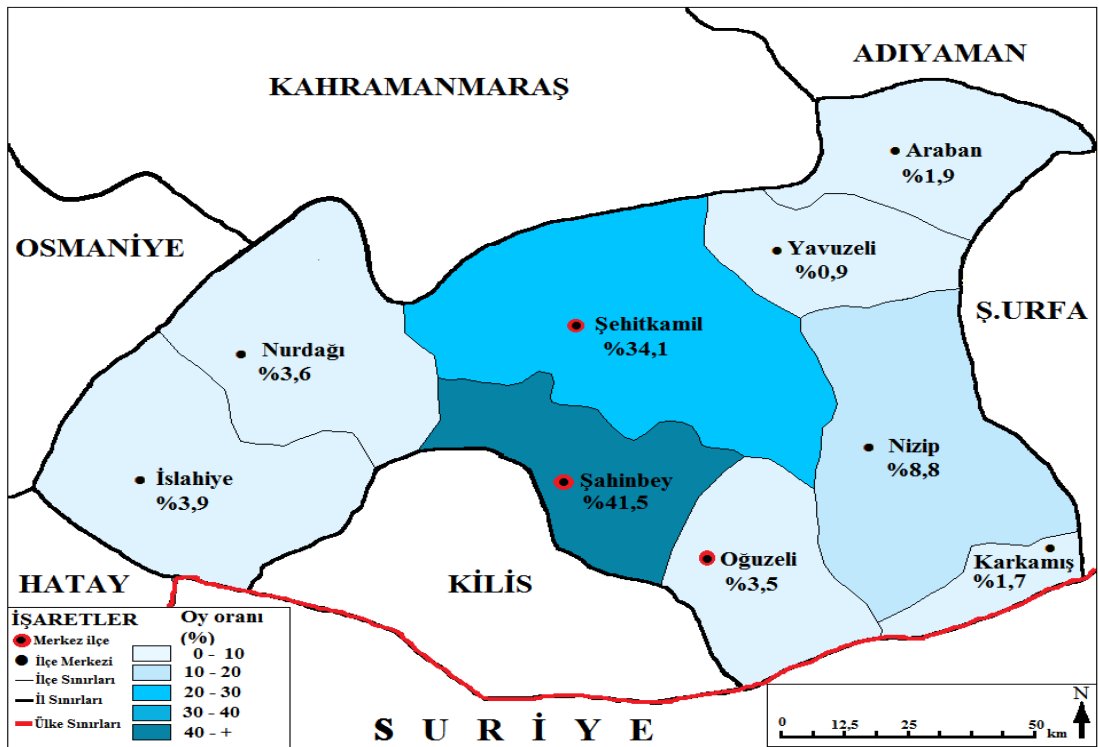 ADIYAMAN
KAHRAMANMARAŞ
Araban
%1,9
OSMANİYE
Yavuzeli
%0,9
Ş.URFA
Şehitkamil
%34,1
Nurdağı
%3,6
Nizip
%8,8
İslahiye
%3,9
Şahinbey
%41,5
Oğuzeli
%3,5
Karkamış
%1,7
HATAY
KİLİS
İŞARETLER
Merkez ilçe
İlçe Merkezi
İlçe Sınırları
İl Sınırları
Ülke Sınırları
Oy oranı
(%)
0 - 10
10 - 20
20 - 30
30 - 40
40 - +
SURİYE
N
0 12,5 25 50 km